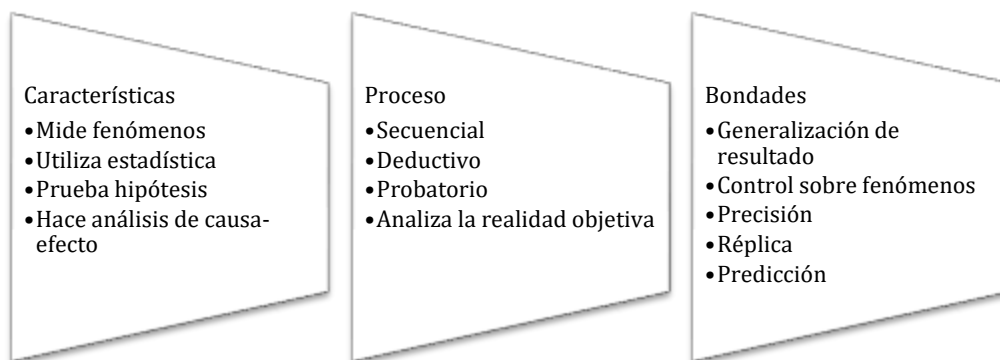 Características
•Mide fenómenos
•Utiliza estadística
•Prueba hipótesis
•Hace análisis de causa-
efecto
Proceso
•Secuencial
•Deductivo
•Probatorio
•Analiza la realidad objetiva
Bondades
•Generalización de
resultado
•Control sobre fenómenos
•Precisión
•Réplica
•Predicción